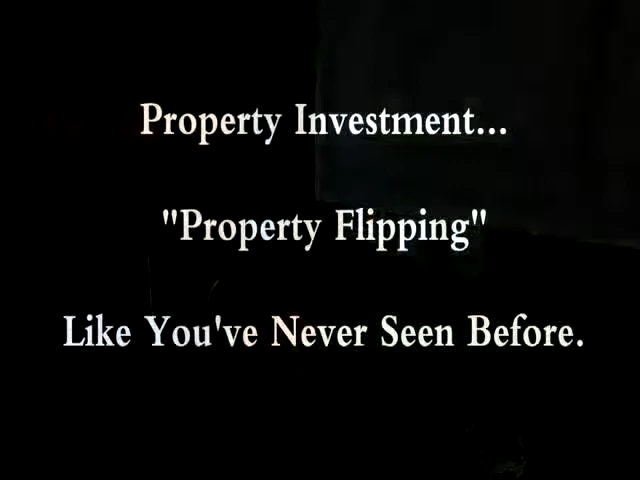 Property Investment...
"Property Flipping"
Like You've Never Seen Before.